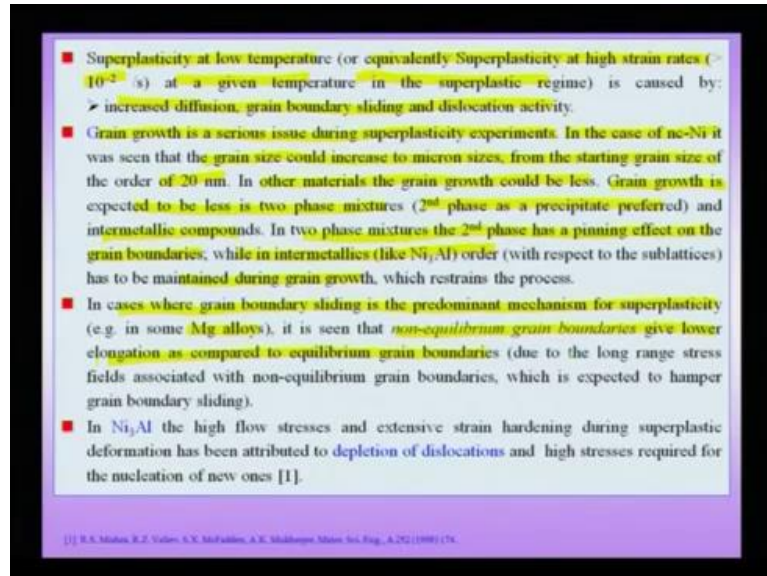 Superplasticity at low temperature (or equivalently Superplasticity at high strain rates (>
10⁻² /s) at a given temperature in the superplastic regime) is caused by:
➤ increased diffusion, grain boundary sliding and dislocation activity.
Grain growth is a serious issue during superplasticity experiments. In the case of nc-Ni it
was seen that the grain size could increase to micron sizes, from the starting grain size of
the order of 20 nm. In other materials the grain growth could be less. Grain growth is
expected to be less is two phase mixtures (2ⁿᵈ phase as a precipitate preferred) and
intermetallic compounds. In two phase mixtures the 2ⁿᵈ phase has a pinning effect on the
grain boundaries, while in intermetallics (like Ni₃Al) order (with respect to the sublattices)
has to be maintained during grain growth, which restrains the process.
In cases where grain boundary sliding is the predominant mechanism for superplasticity
(e.g. in some Mg alloys), it is seen that non-equilibrium grain boundaries give lower
elongation as compared to equilibrium grain boundaries (due to the long range stress
fields associated with non-equilibrium grain boundaries, which is expected to hamper
grain boundary sliding).
In Ni₃Al the high flow stresses and extensive strain hardening during superplastic
deformation has been attributed to depletion of dislocations and high stresses required for
the nucleation of new ones [1].
[1] R.S. Mishra, R.Z. Valiev, S.X. McFadden, A.K. Mukherjee, Mater. Sci. Eng., A 252 (1998) 174.